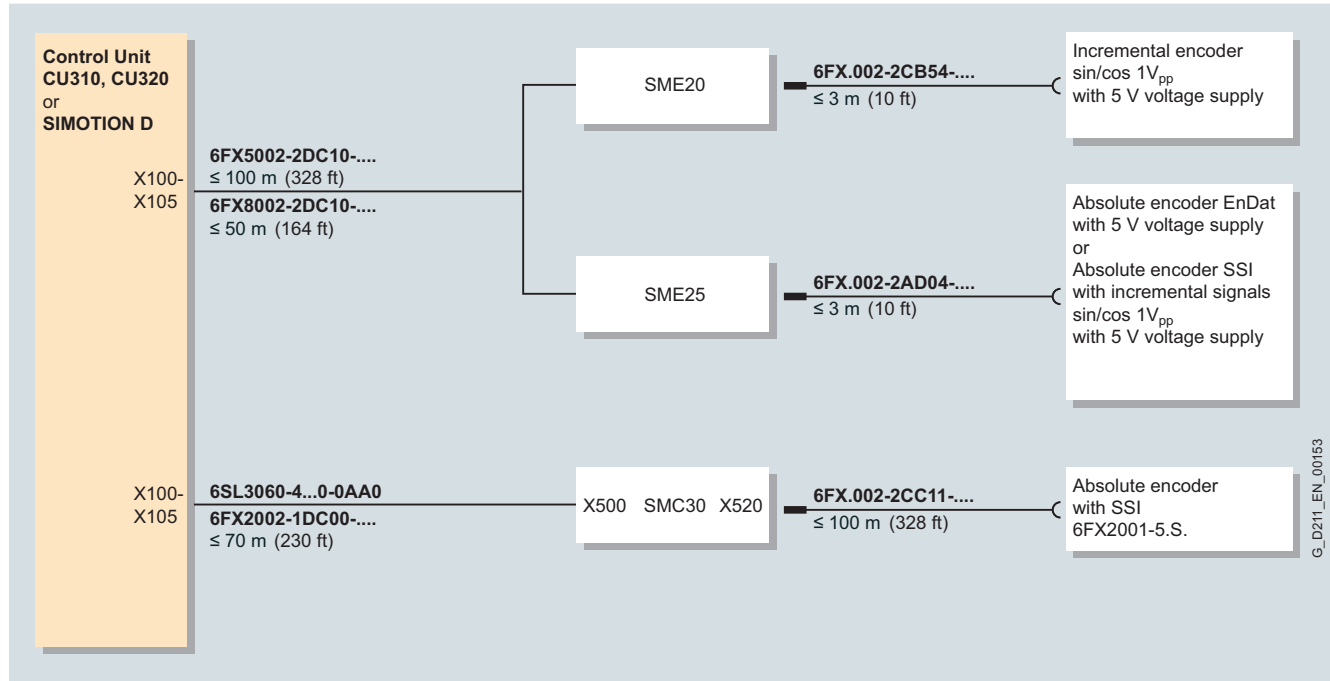 Control Unit
CU310, CU320
or
SIMOTION D
X100-
X105
6FX5002-2DC10-....
≤ 100 m (328 ft)
6FX8002-2DC10-....
≤ 50 m (164 ft)
SME20
6FX.002-2CB54-....
≤ 3 m (10 ft)
Incremental encoder
sin/cos 1Vpp
with 5 V voltage supply
SME25
6FX.002-2AD04-....
≤ 3 m (10 ft)
Absolute encoder EnDat
with 5 V voltage supply
or
Absolute encoder SSI
with incremental signals
sin/cos 1Vpp
with 5 V voltage supply
X100-
X105
6SL3060-4...0-0AA0
6FX2002-1DC00-....
≤ 70 m (230 ft)
X500 SMC30 X520
6FX.002-2CC11-....
≤ 100 m (328 ft)
Absolute encoder
with SSI
6FX2001-5.S.
G_D211_EN_00153